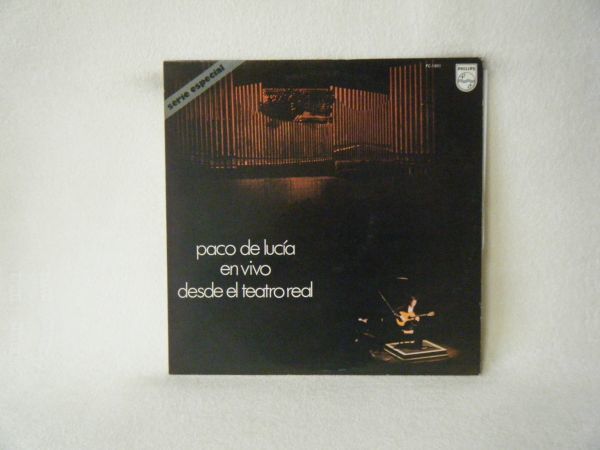 serie especial
PHILIPS
paco de lucía
en vivo
desde el teatro real